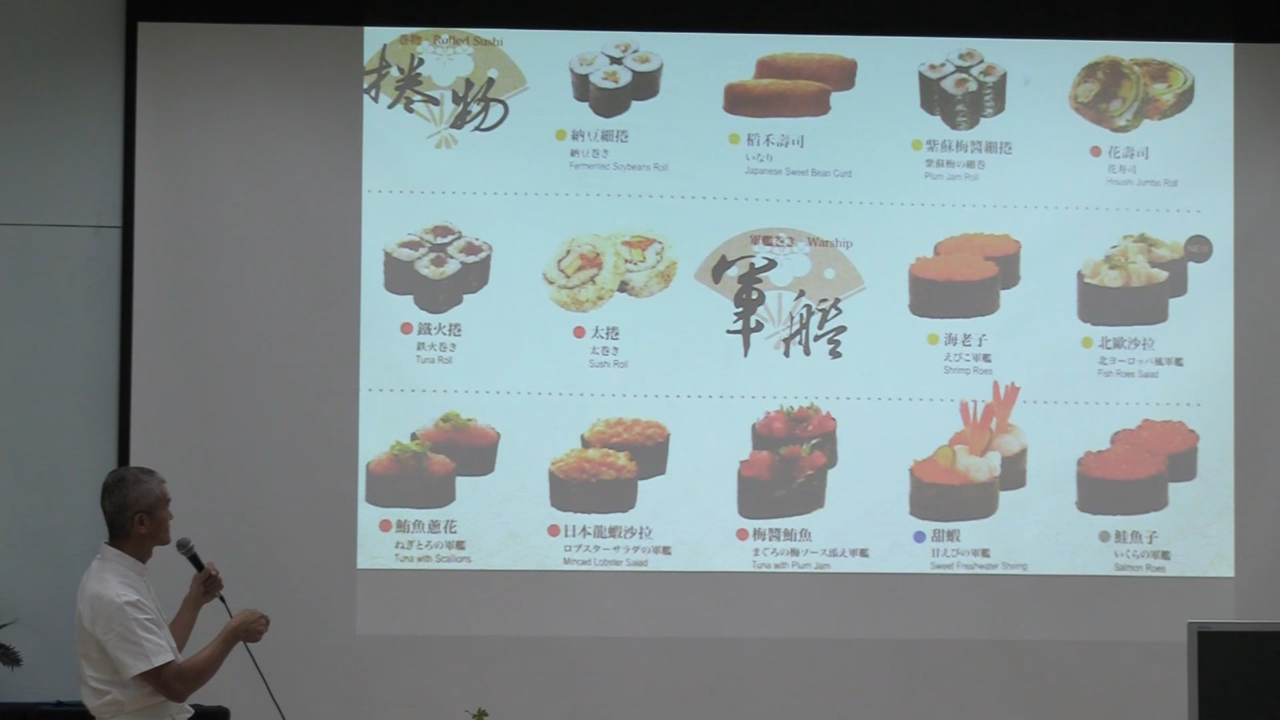 巻物 Rolled Sushi
捲物
納豆細捲
納豆巻き
Fermented Soybeans Roll
稻禾壽司
いなり
Japanese Sweet Bean Curd
紫蘇梅醬細捲
紫蘇梅の細巻
Plum Jam Roll
花壽司
花寿司
Hisushi Jumbo Roll
鐵火捲
鉄火巻き
Tuna Roll
太捲
太巻き
Sushi Roll
軍艦巻き Warship
軍艦
海老子
えびこ軍艦
Shrimp Roes
北歐沙拉
北ヨーロッパ風軍艦
Fish Roes Salad
鮪魚蔥花
ねぎとろの軍艦
Tuna with Scallions
日本龍蝦沙拉
ロブスターサラダの軍艦
Minced Lobster Salad
梅醬鮪魚
まぐろの梅ソース添え軍艦
Tuna with Plum Jam
甜蝦
甘えびの軍艦
Sweet Freshwater Shrimp
鮭魚子
いくらの軍艦
Salmon Roes